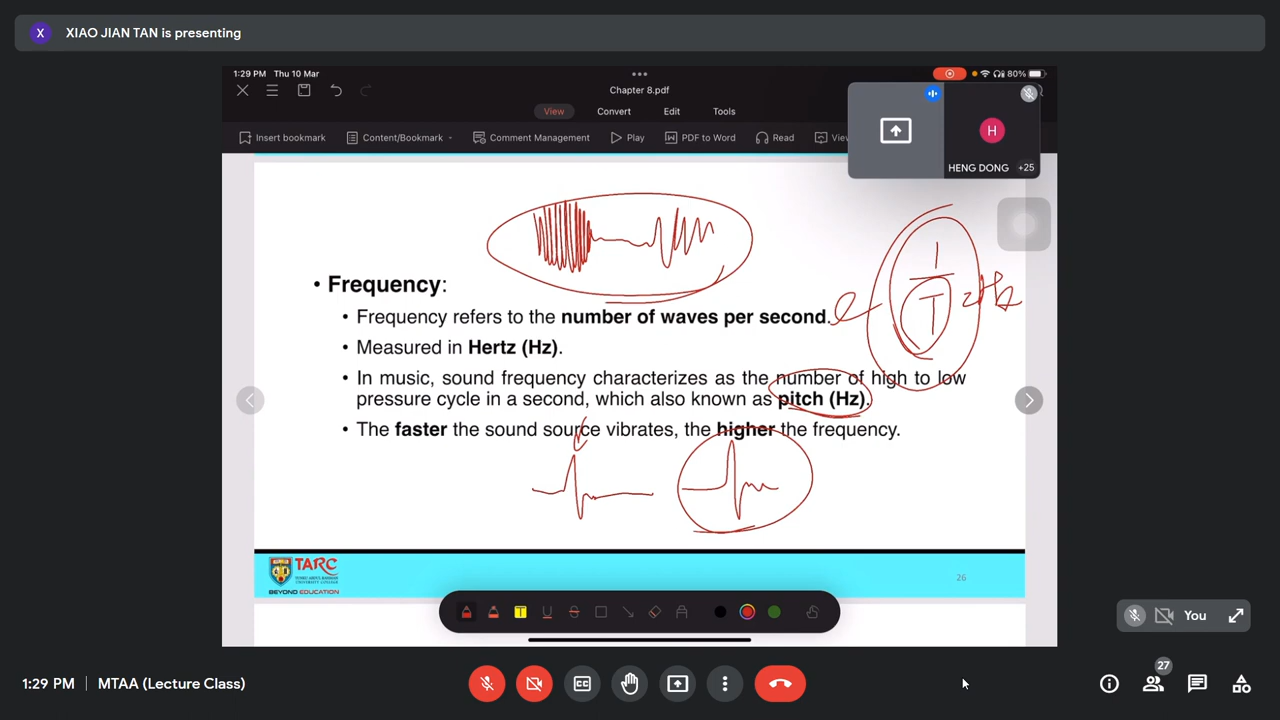 X XIAO JIAN TAN is presenting
1:29 PM Thu 10 Mar
80%
Chapter 8.pdf
View Convert Edit Tools
Insert bookmark Content/Bookmark Comment Management Play PDF to Word Read
H
HENG DONG +25
• Frequency:
• Frequency refers to the number of waves per second.
• Measured in Hertz (Hz).
• In music, sound frequency characterizes as the number of high to low
pressure cycle in a second, which also known as pitch (Hz).
• The faster the sound source vibrates, the higher the frequency.
1
T
Hz
TARC
BEYOND EDUCATION
26
T
You
27
1:29 PM | MTAA (Lecture Class)
CC